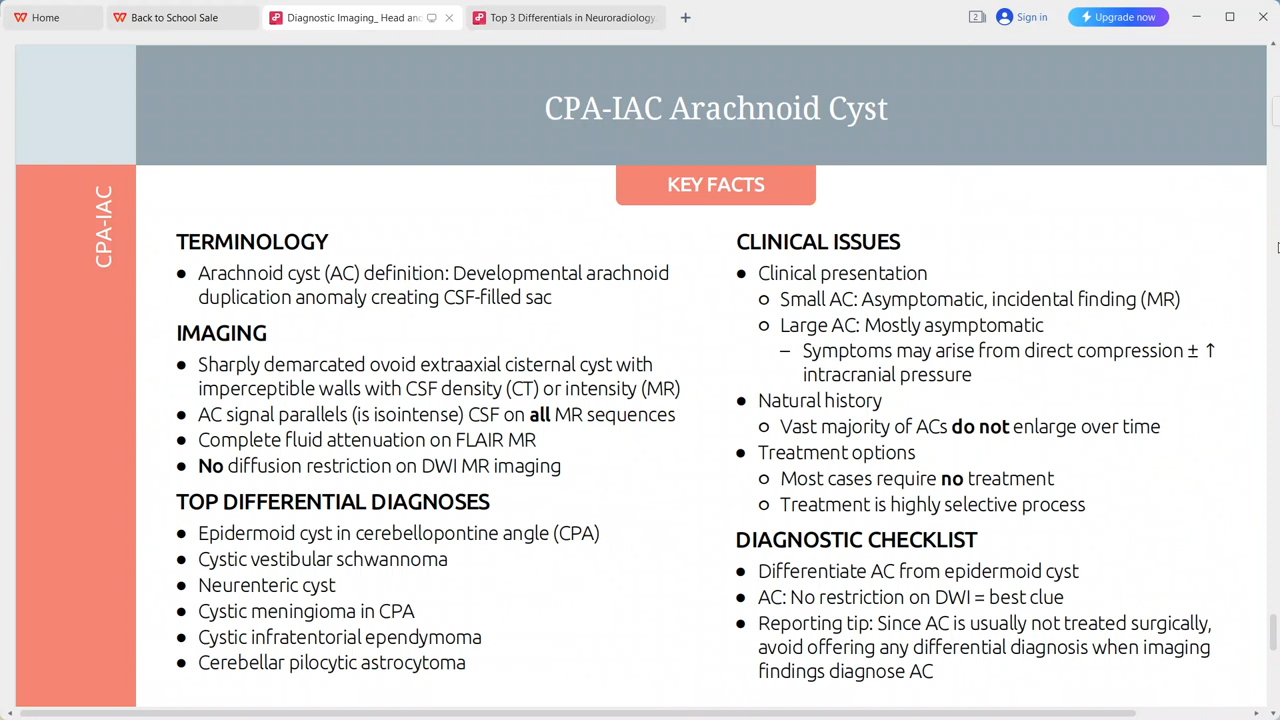 Home
Back to School Sale
Diagnostic Imaging_ Head an
Top 3 Differentials in Neuroradiology
+
2
Sign in
Upgrade now
CPA-IAC Arachnoid Cyst
CPA-IAC
KEY FACTS
TERMINOLOGY
● Arachnoid cyst (AC) definition: Developmental arachnoid
duplication anomaly creating CSF-filled sac
IMAGING
● Sharply demarcated ovoid extraaxial cisternal cyst with
imperceptible walls with CSF density (CT) or intensity (MR)
● AC signal parallels (is isointense) CSF on all MR sequences
● Complete fluid attenuation on FLAIR MR
● No diffusion restriction on DWI MR imaging
TOP DIFFERENTIAL DIAGNOSES
● Epidermoid cyst in cerebellopontine angle (CPA)
● Cystic vestibular schwannoma
● Neurenteric cyst
● Cystic meningioma in CPA
● Cystic infratentorial ependymoma
● Cerebellar pilocytic astrocytoma
CLINICAL ISSUES
● Clinical presentation
○ Small AC: Asymptomatic, incidental finding (MR)
○ Large AC: Mostly asymptomatic
– Symptoms may arise from direct compression ± ↑
intracranial pressure
● Natural history
○ Vast majority of ACs do not enlarge over time
● Treatment options
○ Most cases require no treatment
○ Treatment is highly selective process
DIAGNOSTIC CHECKLIST
● Differentiate AC from epidermoid cyst
● AC: No restriction on DWI = best clue
● Reporting tip: Since AC is usually not treated surgically,
avoid offering any differential diagnosis when imaging
findings diagnose AC